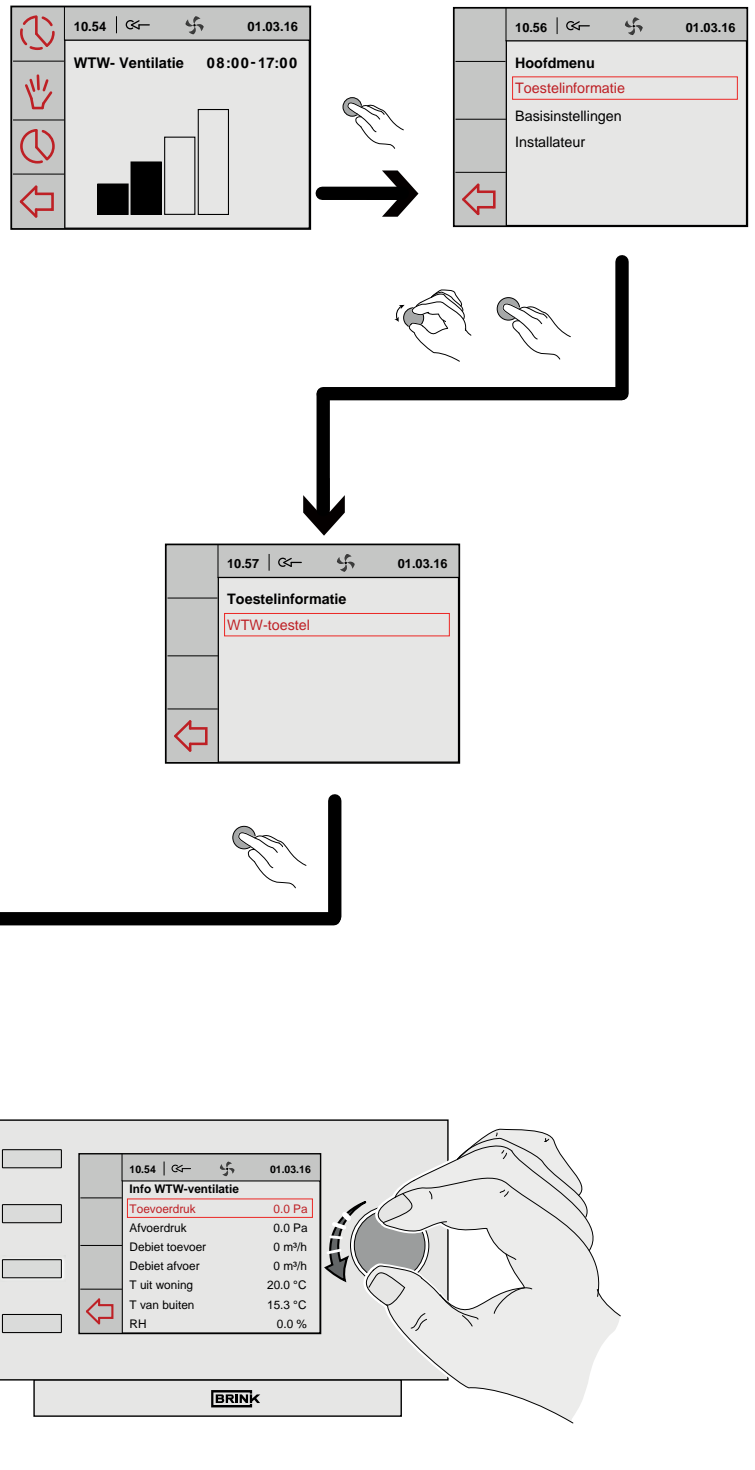 10.54 01.03.16
WTW- Ventilatie 08:00-17:00
10.56 01.03.16
Hoofdmenu
Toestelinformatie
Basisinstellingen
Installateur
10.57 01.03.16
Toestelinformatie
WTW-toestel
10.54 01.03.16
Info WTW-ventilatie
Toevoerdruk 0.0 Pa
Afvoerdruk 0.0 Pa
Debiet toevoer 0 m³/h
Debiet afvoer 0 m³/h
T uit woning 20.0 °C
T van buiten 15.3 °C
RH 0.0 %
BRINK